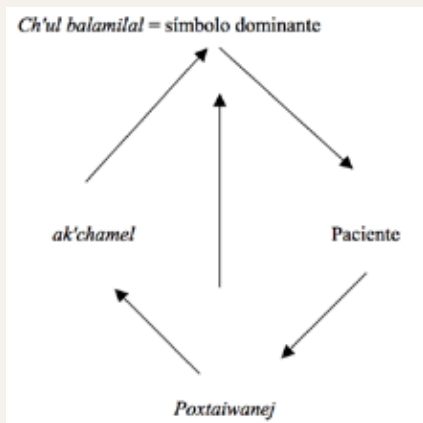 Ch'ul balamilal = símbolo dominante
ak'chamel
Paciente
Poxtaiwanej